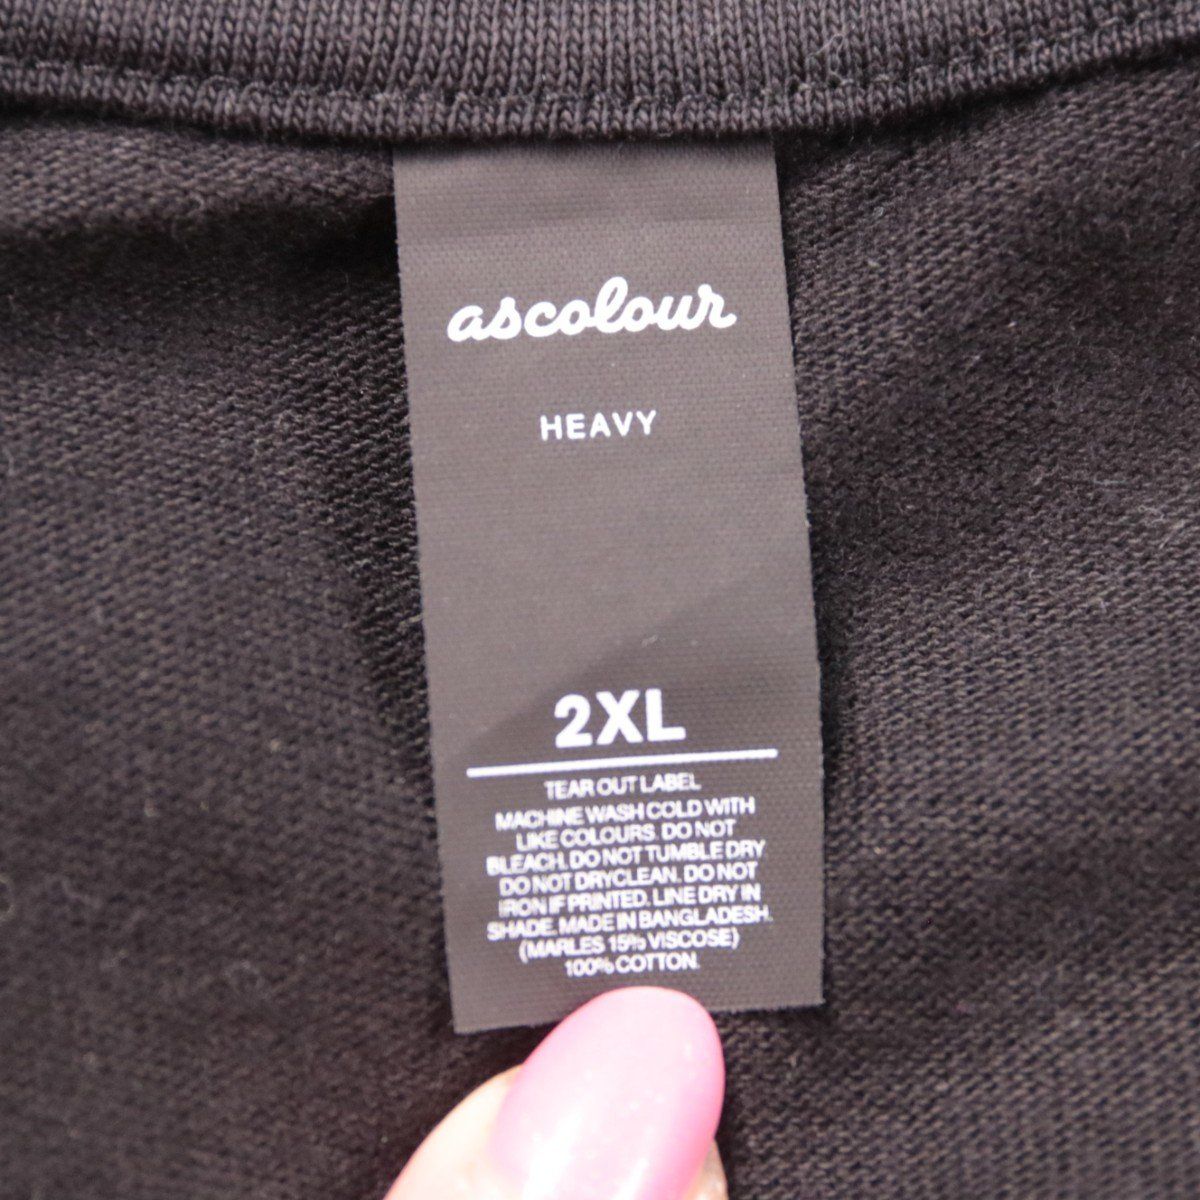 ascolour
HEAVY
2XL
TEAR OUT LABEL
MACHINE WASH COLD WITH
LIKE COLOURS. DO NOT
BLEACH. DO NOT TUMBLE DRY
DO NOT DRYCLEAN. DO NOT
IRON IF PRINTED. LINE DRY IN
SHADE. MADE IN BANGLADESH.
(MARLES 15% VISCOSE)
100% COTTON.